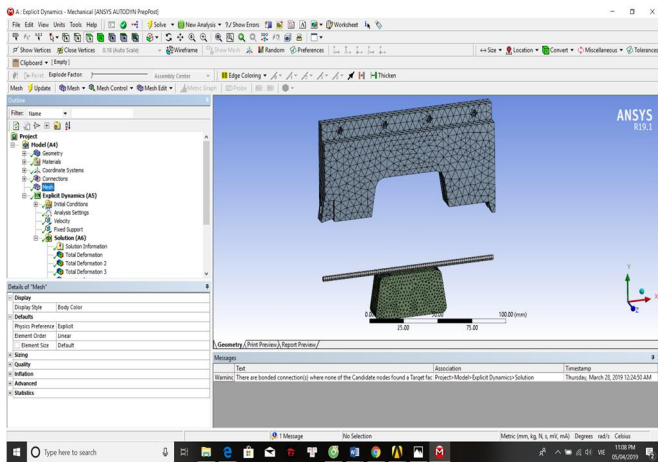 A : Explicit Dynamics - Mechanical [ANSYS AUTODYN PrepPost]
File Edit View Units Tools Help Solve New Analysis Show Errors Worksheet
Show Vertices Close Vertices 0.18 (Auto Scale) Wireframe Show Mesh Random Preferences Size Location Convert Miscellaneous Tolerances
Clipboard [Empty]
Explode Factor: Assembly Center Edge Coloring Thicken
Mesh Update Mesh Mesh Control Mesh Edit Metric Graph Probe
Outline
Filter: Name
Project
Model (A4)
Geometry
Materials
Coordinate Systems
Connections
Mesh
Explicit Dynamics (A5)
Initial Conditions
Analysis Settings
Velocity
Fixed Support
Solution (A6)
Solution Information
Total Deformation
Total Deformation 2
Total Deformation 3
ANSYS
R19.1
Y
X
Z
100.00 (mm)
25.00 75.00
Details of "Mesh"
Display
Display Style Body Color
Defaults
Physics Preference Explicit
Element Order Linear
Element Size Default
Sizing
Quality
Inflation
Advanced
Statistics
Geometry Print Preview Report Preview
Messages
Text Association Timestamp
Warning There are bonded connection(s) where none of the Candidate nodes found a Target fac Project>Model>Explicit Dynamics>Solution Thursday, March 28, 2019 12:24:50 AM
1 Message No Selection Metric (mm, kg, N, s, mV, mA) Degrees rad/s Celsius
Type here to search
VIE 11:08 PM
05/04/2019